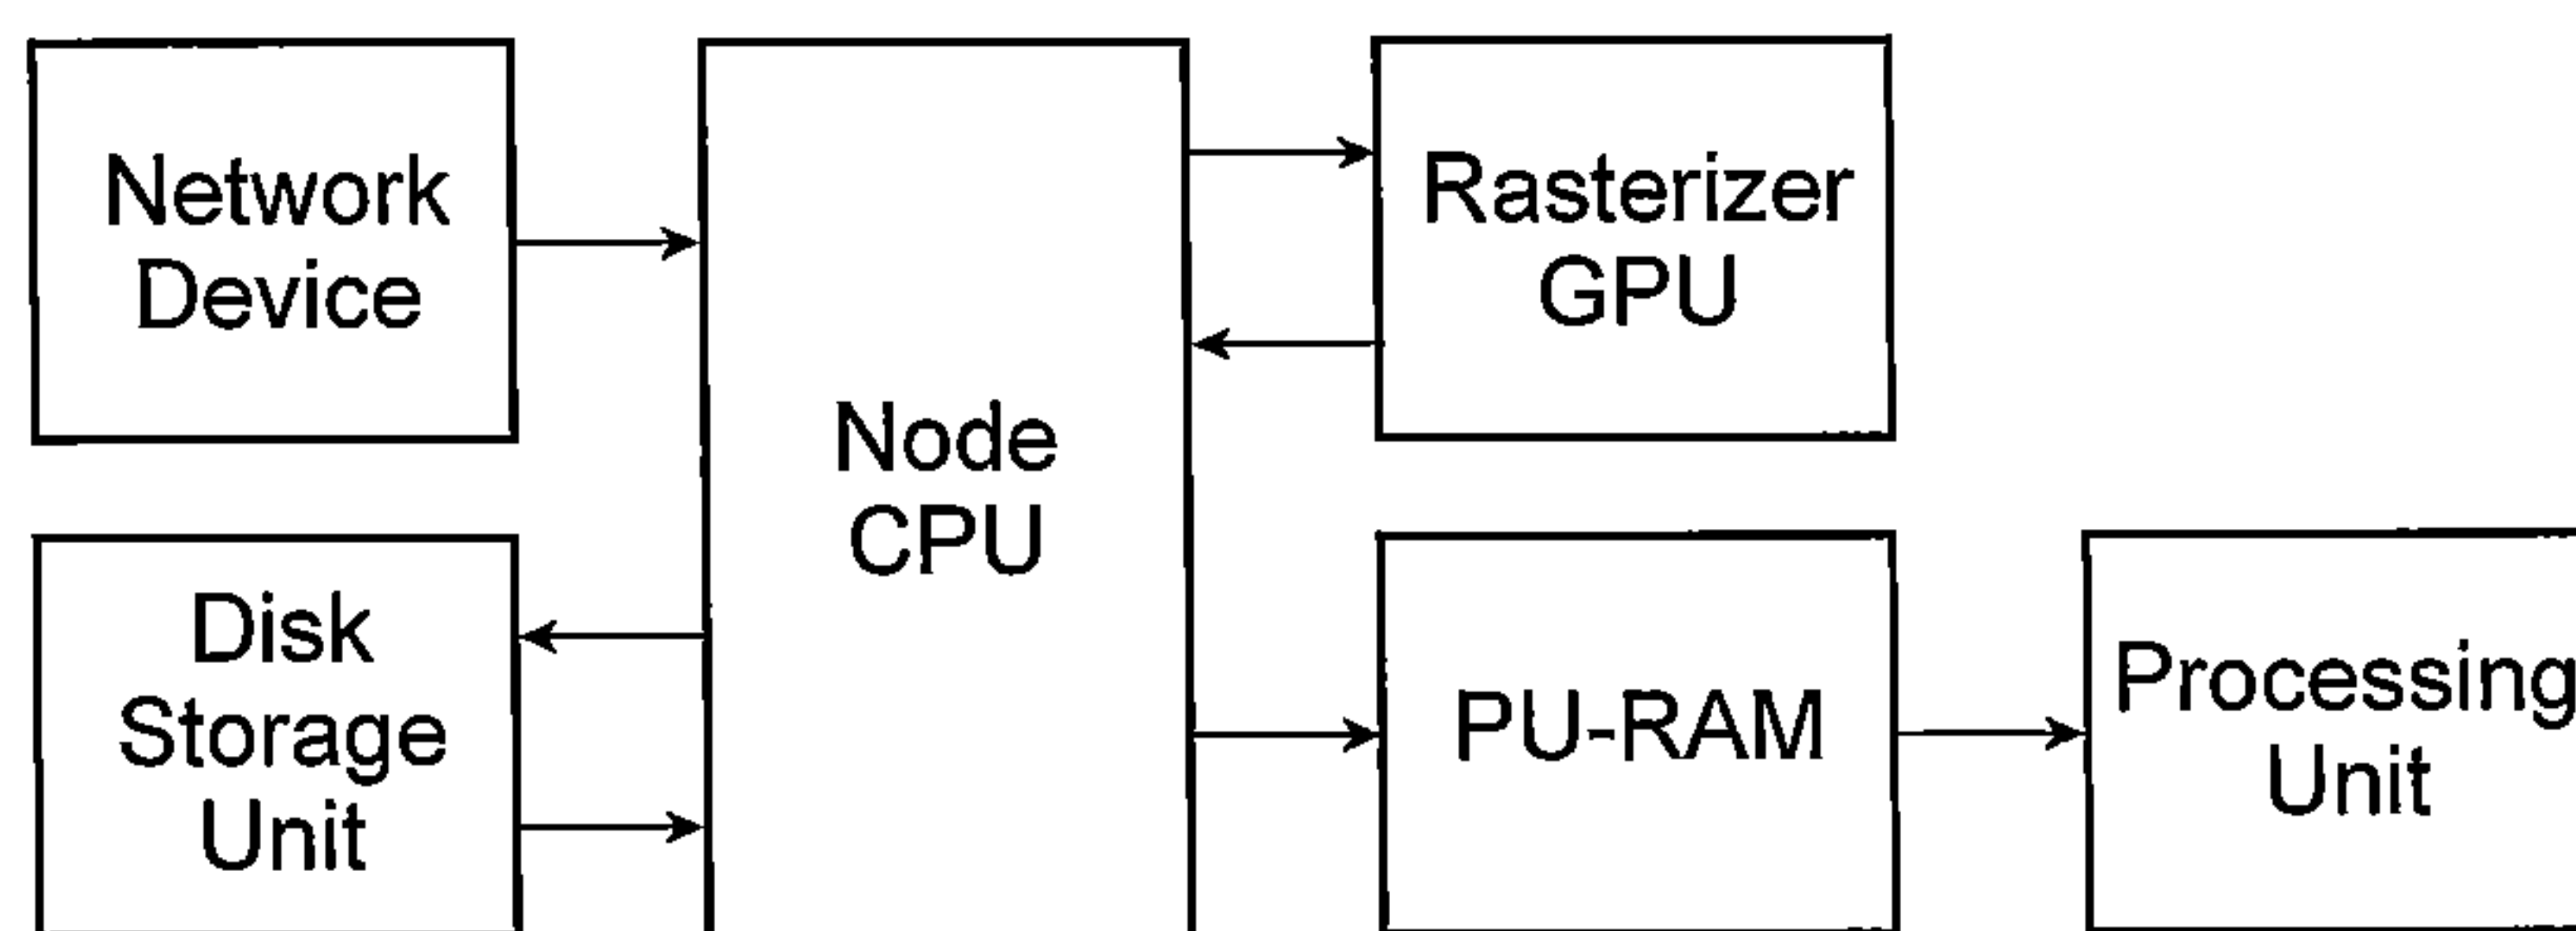 Network
Device
Node
CPU
Rasterizer
GPU
Disk
Storage
Unit
PU-RAM
Processing
Unit